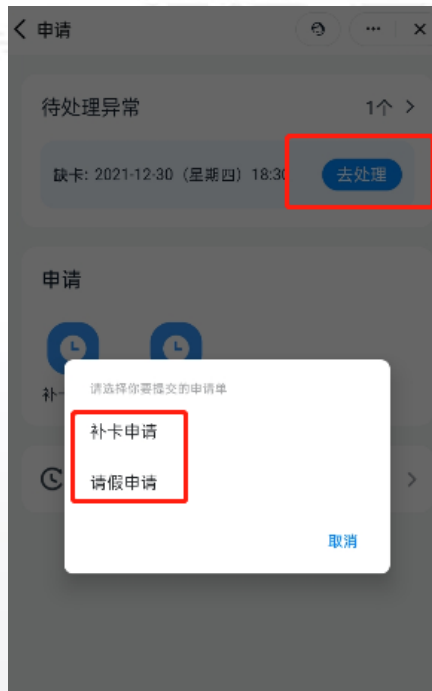 申请
待处理异常 1个
缺卡: 2021-12-30（星期四）18:30 去处理
申请
补
请选择你要提交的申请单
补卡申请
请假申请
取消